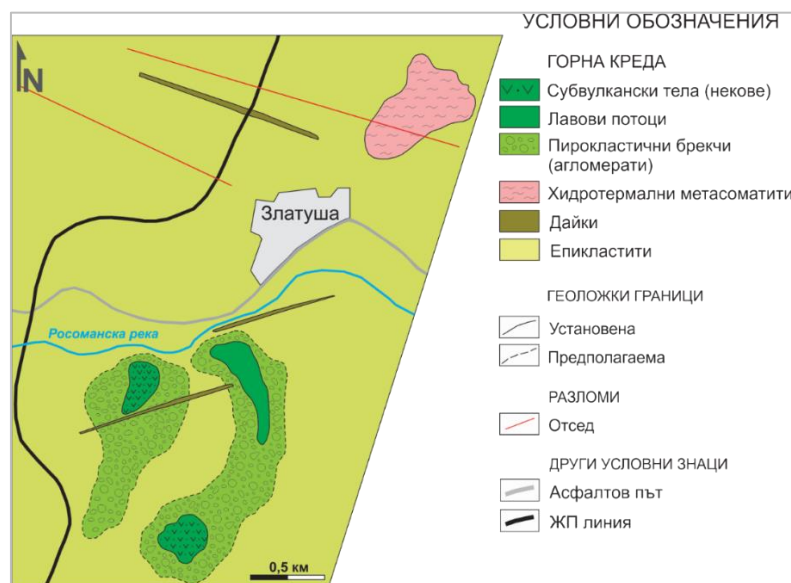 УСЛОВНИ ОБОЗНАЧЕНИЯ
ГОРНА КРЕДА
Субвулкански тела (некове)
Лавови потоци
Пирокластични брекчи
(агломерати)
Хидротермални метасоматити
Дайки
Епикластити
ГЕОЛОЖКИ ГРАНИЦИ
Установена
Предполагаема
РАЗЛОМИ
Отсед
ДРУГИ УСЛОВНИ ЗНАЦИ
Асфалтов път
ЖП линия
N
Златуша
Росоманска река
0,5 км